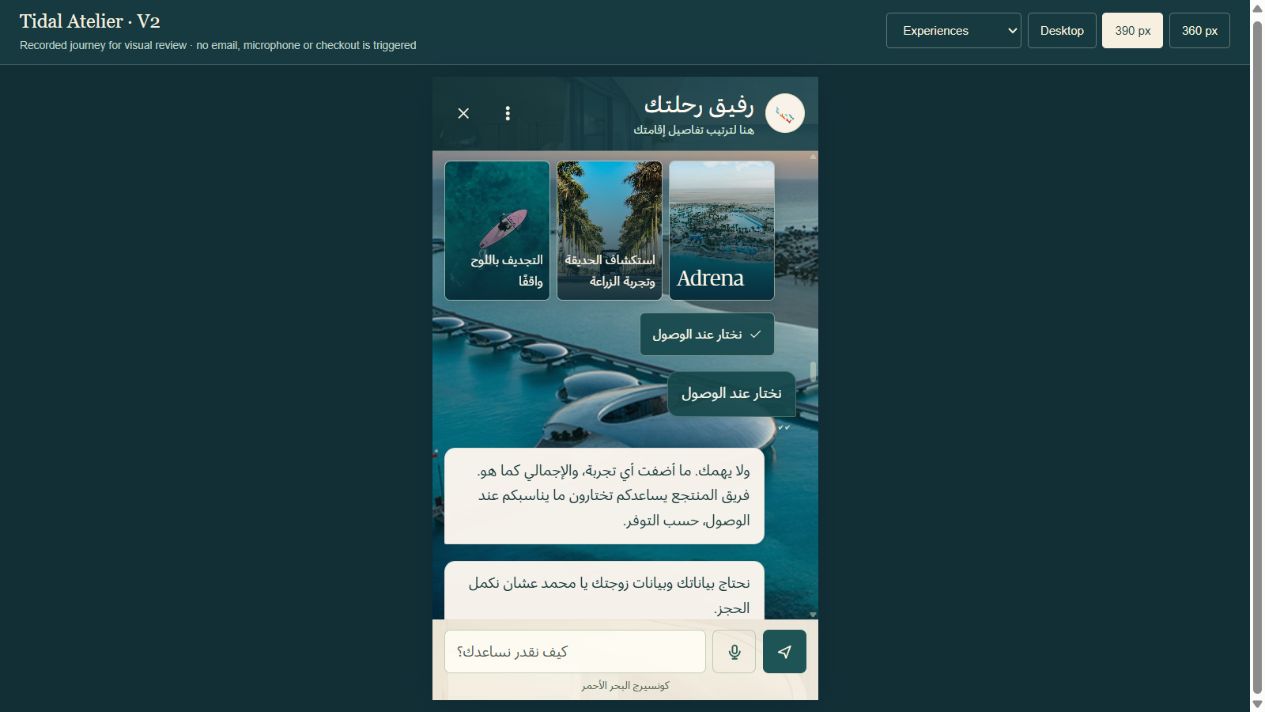 Tidal Atelier · V2
Recorded journey for visual review · no email, microphone or checkout is triggered
Experiences
Desktop
390 px
360 px
رفيق رحلتك
هنا لترتيب تفاصيل إقامتك
Adrena
استكشاف الحديقة
وتجربة الزراعة
التجديف باللوح
واقفًا
نختار عند الوصول
نختار عند الوصول
ولا يهمك. ما أضفت أي تجربة، والإجمالي كما هو.
فريق المنتجع يساعدكم تختارون ما يناسبكم عند
الوصول، حسب التوفر.
نحتاج بياناتك وبيانات زوجتك يا محمد عشان نكمل
الحجز.
كيف نقدر نساعدك؟
كونسيرج البحر الأحمر